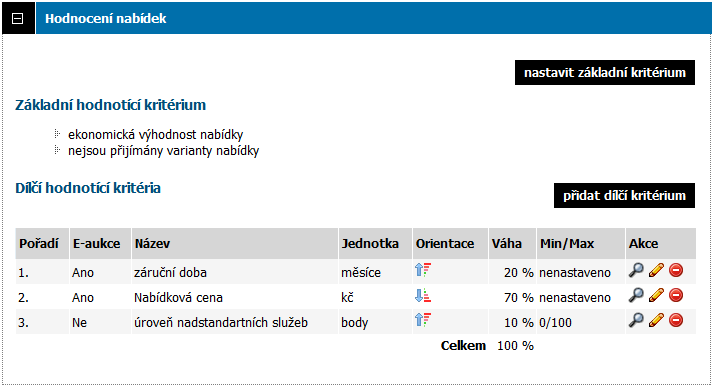 Hodnocení nabídek
nastavit základní kritérium
Základní hodnotící kritérium
ekonomická výhodnost nabídky
nejsou přijímány varianty nabídky
Dílčí hodnotící kritéria
přidat dílčí kritérium
Pořadí E-aukce Název Jednotka Orientace Váha Min/Max Akce
1. Ano záruční doba měsíce 20 % nenastaveno
2. Ano Nabídková cena kč 70 % nenastaveno
3. Ne úroveň nadstandartních služeb body 10 % 0/100
Celkem 100 %